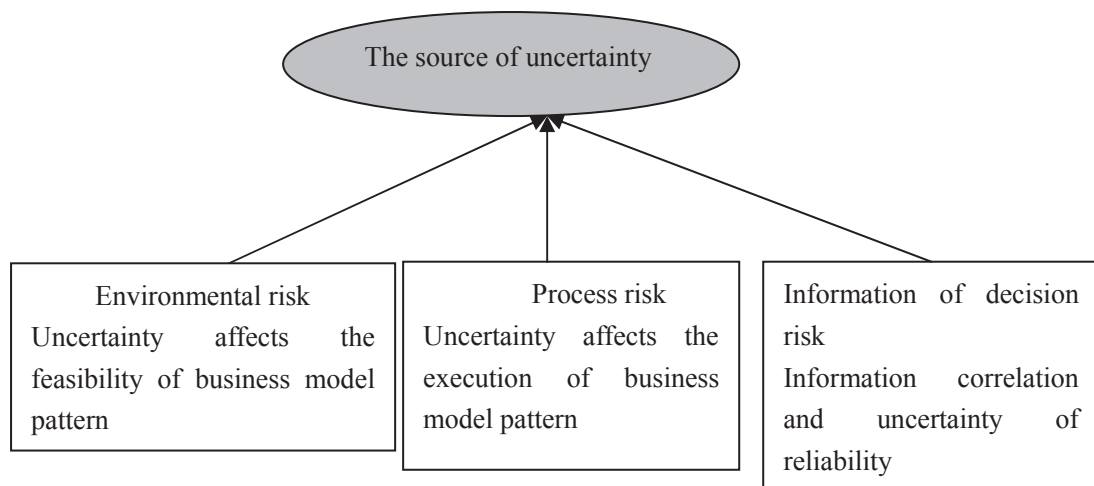 The source of uncertainty
Environmental risk
Uncertainty affects the
feasibility of business model
pattern
Process risk
Uncertainty affects the
execution of business
model pattern
Information of decision
risk
Information correlation
and uncertainty of
reliability